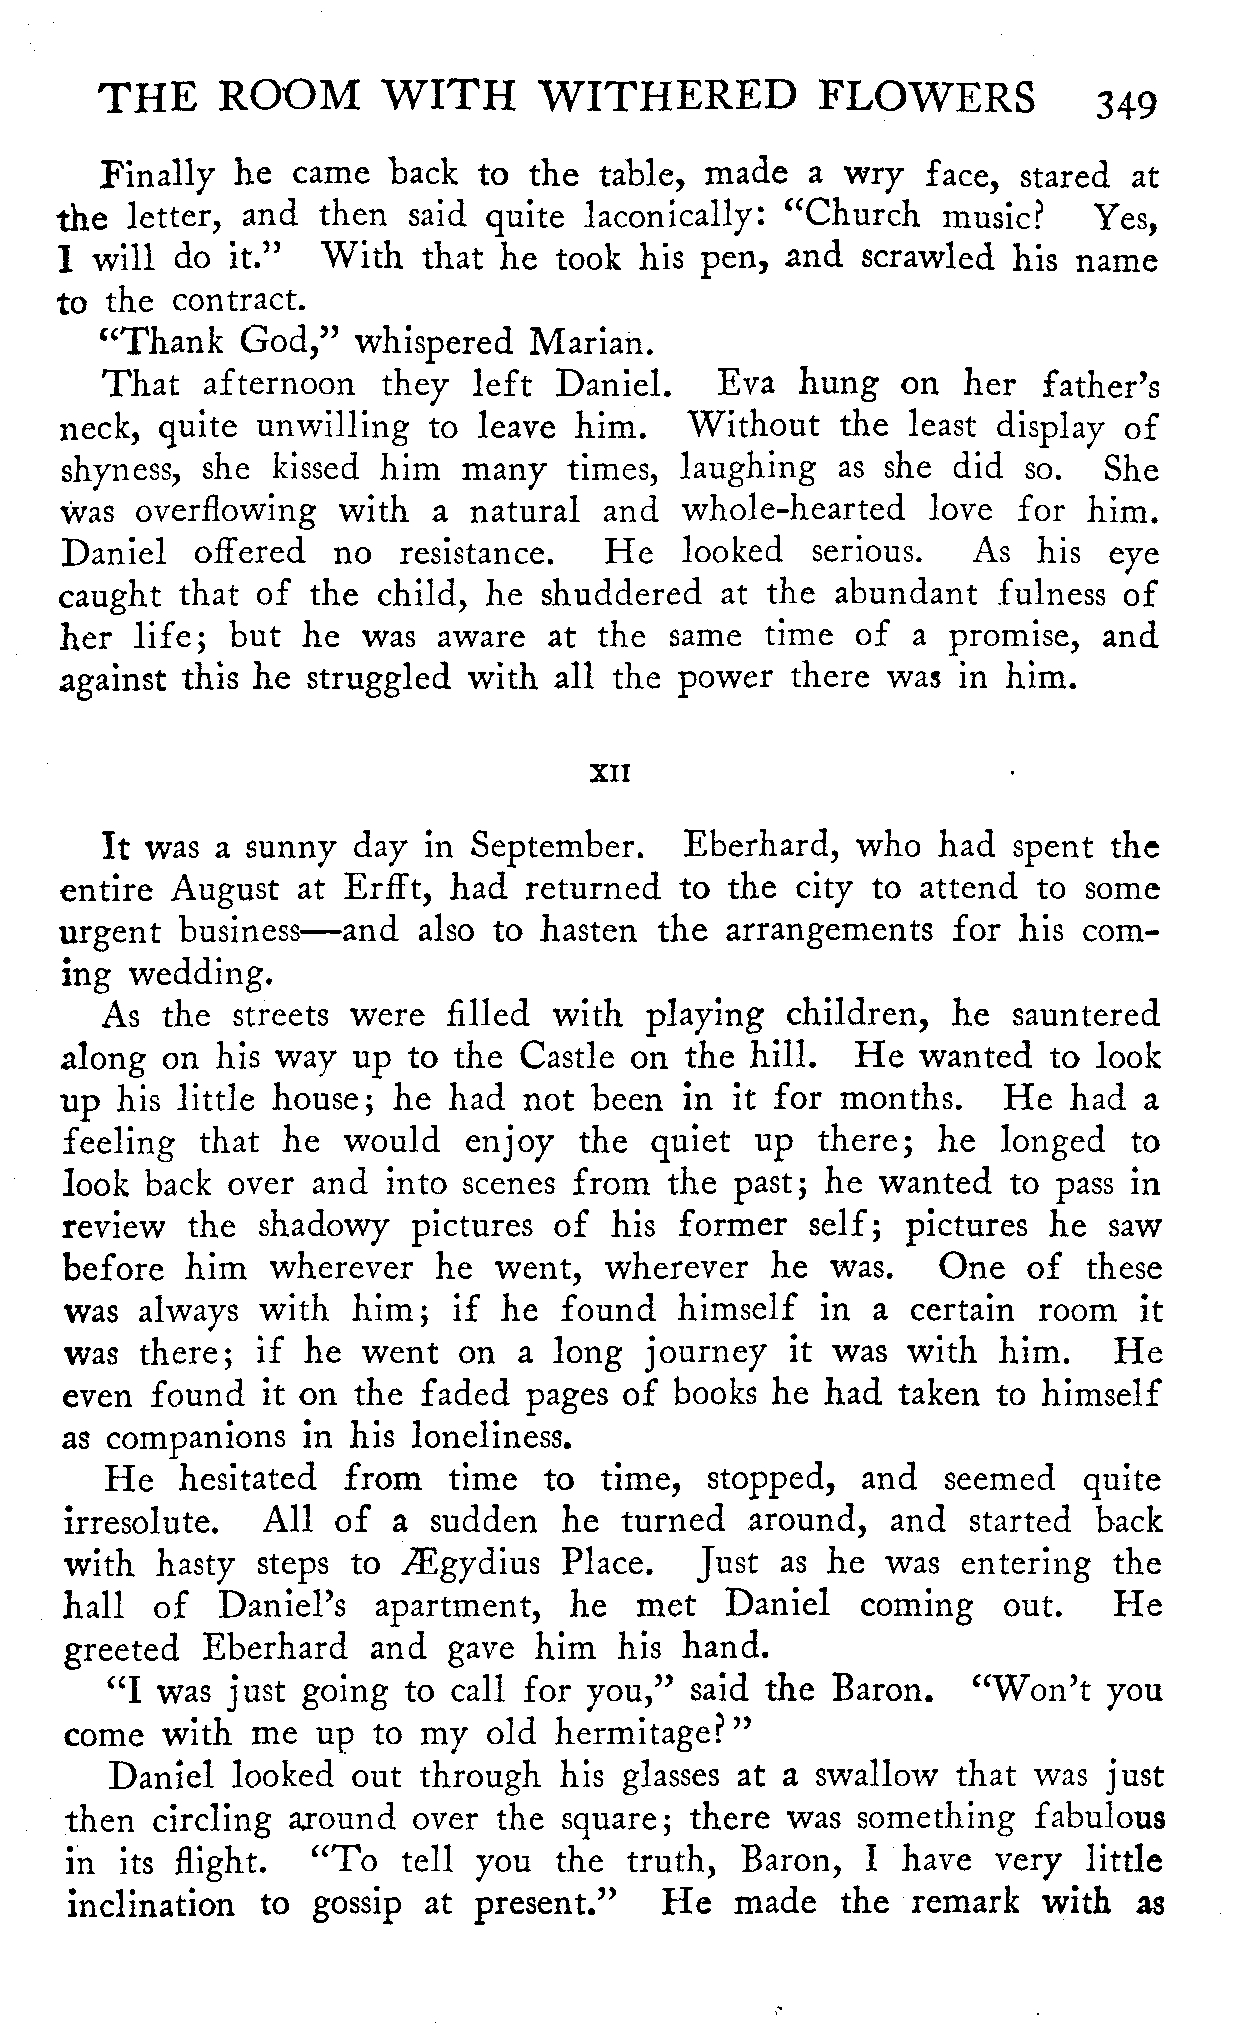 THE ROOM WITH WITHERED FLOWERS 349
Finally he came back to the table, made a wry face, stared at
the letter, and then said quite laconically: “Church music? Yes,
I will do it.” With that he took his pen, and scrawled his name
to the contract.
“Thank God,” whispered Marian.
That afternoon they left Daniel. Eva hung on her father’s
neck, quite unwilling to leave him. Without the least display of
shyness, she kissed him many times, laughing as she did so. She
was overflowing with a natural and whole-hearted love for him.
Daniel offered no resistance. He looked serious. As his eye
caught that of the child, he shuddered at the abundant fulness of
her life; but he was aware at the same time of a promise, and
against this he struggled with all the power there was in him.
XII
It was a sunny day in September. Eberhard, who had spent the
entire August at Erfft, had returned to the city to attend to some
urgent business—and also to hasten the arrangements for his com-
ing wedding.
As the streets were filled with playing children, he sauntered
along on his way up to the Castle on the hill. He wanted to look
up his little house; he had not been in it for months. He had a
feeling that he would enjoy the quiet up there; he longed to
look back over and into scenes from the past; he wanted to pass in
review the shadowy pictures of his former self; pictures he saw
before him wherever he went, wherever he was. One of these
was always with him; if he found himself in a certain room it
was there; if he went on a long journey it was with him. He
even found it on the faded pages of books he had taken to himself
as companions in his loneliness.
He hesitated from time to time, stopped, and seemed quite
irresolute. All of a sudden he turned around, and started back
with hasty steps to Ægydius Place. Just as he was entering the
hall of Daniel’s apartment, he met Daniel coming out. He
greeted Eberhard and gave him his hand.
“I was just going to call for you,” said the Baron. “Won’t you
come with me up to my old hermitage?”
Daniel looked out through his glasses at a swallow that was just
then circling around over the square; there was something fabulous
in its flight. “To tell you the truth, Baron, I have very little
inclination to gossip at present.” He made the remark with as